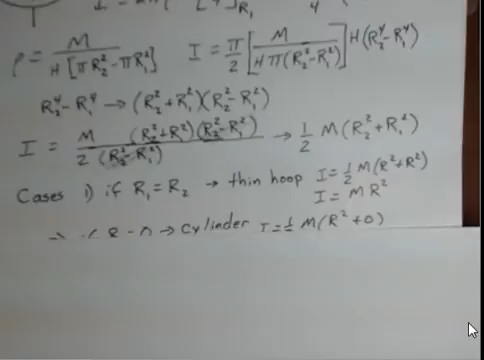 R₁ 4
ρ = M / H[πR₂² - πR₁²] I = π/2 [M / Hπ(R₂² - R₁²)] H(R₂⁴ - R₁⁴)
R₂⁴ - R₁⁴ → (R₂² + R₁²)(R₂² - R₁²)
I = M (R₂² + R₁²)(R₂² - R₁²) / 2 (R₂² - R₁²) → 1/2 M(R₂² + R₁²)
Cases 1) if R₁ = R₂ → thin hoop I = 1/2 M(R² + R²)
I = MR²
→ cylinder I = 1/2 M(R² + 0)